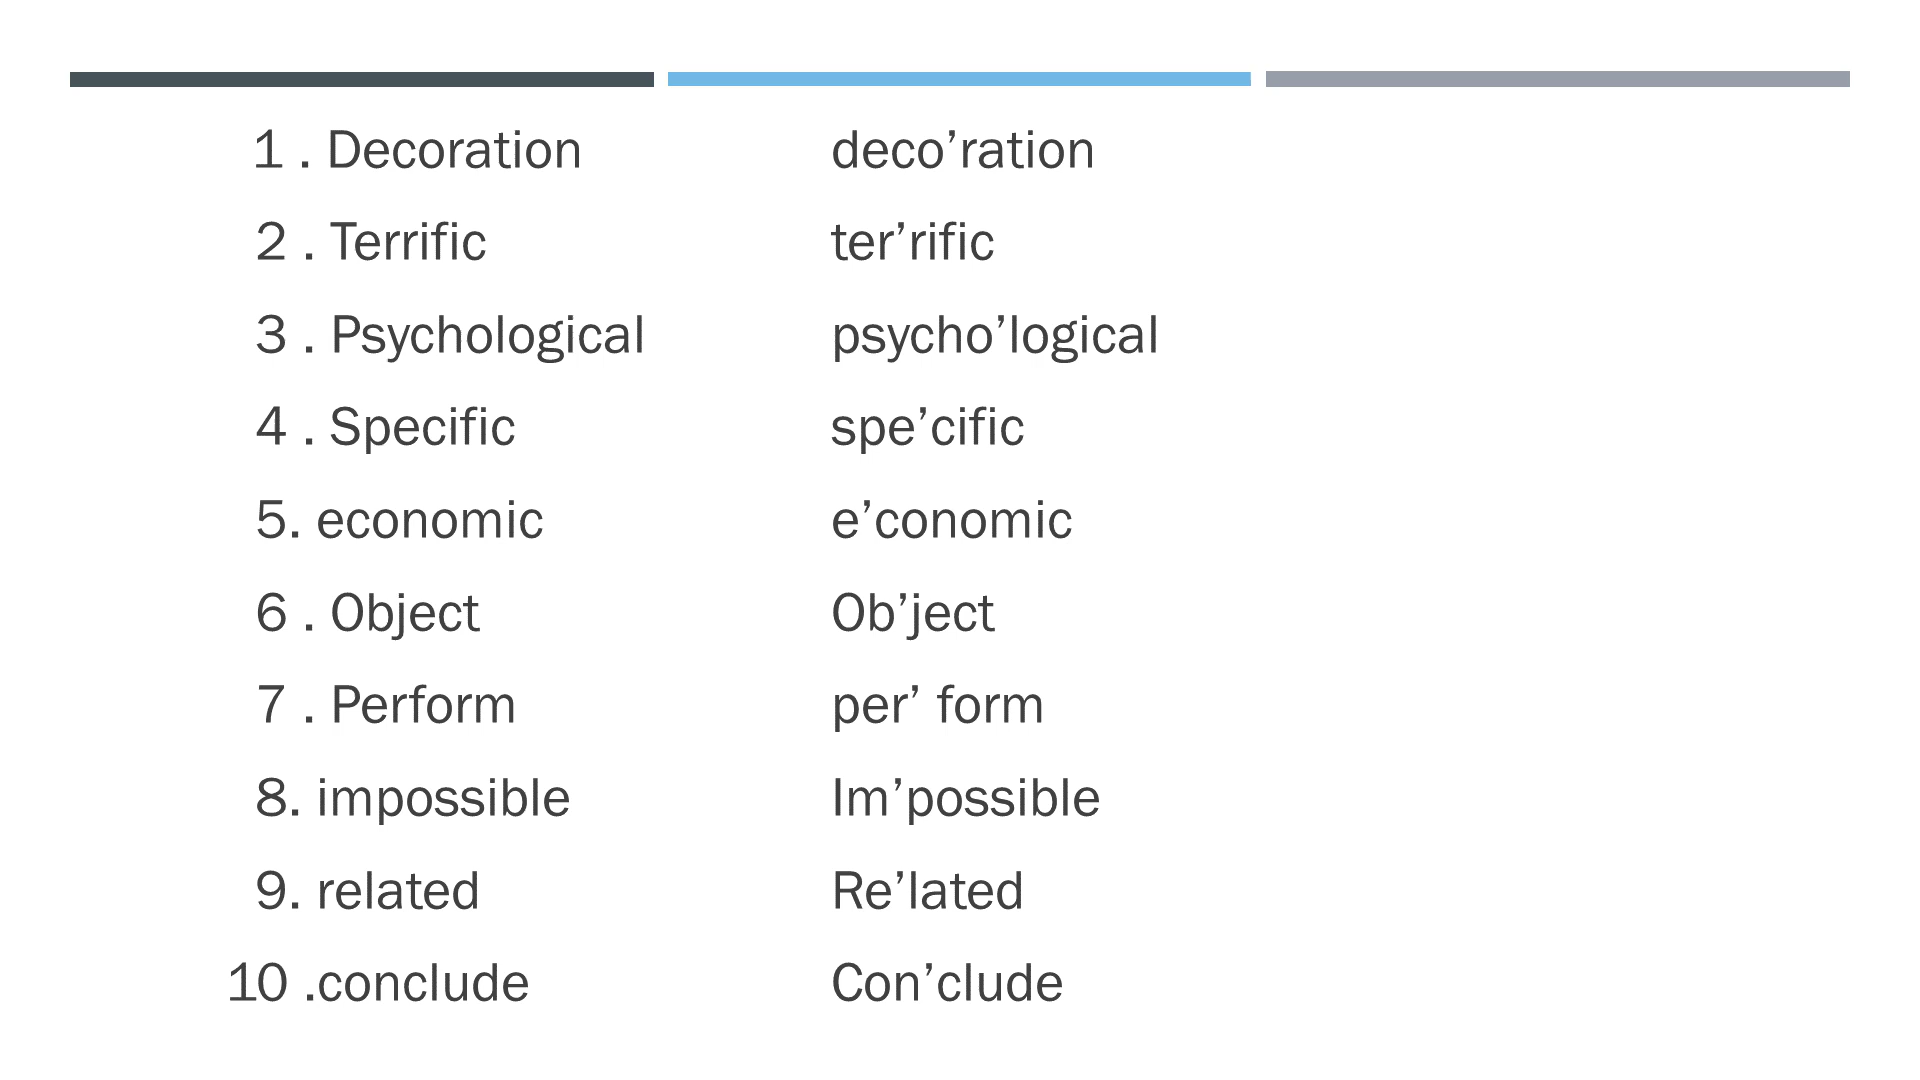 1 . Decoration deco’ration
2 . Terrific ter’rific
3 . Psychological psycho’logical
4 . Specific spe’cific
5. economic e’conomic
6 . Object Ob’ject
7 . Perform per’ form
8. impossible Im’possible
9. related Re’lated
10 .conclude Con’clude